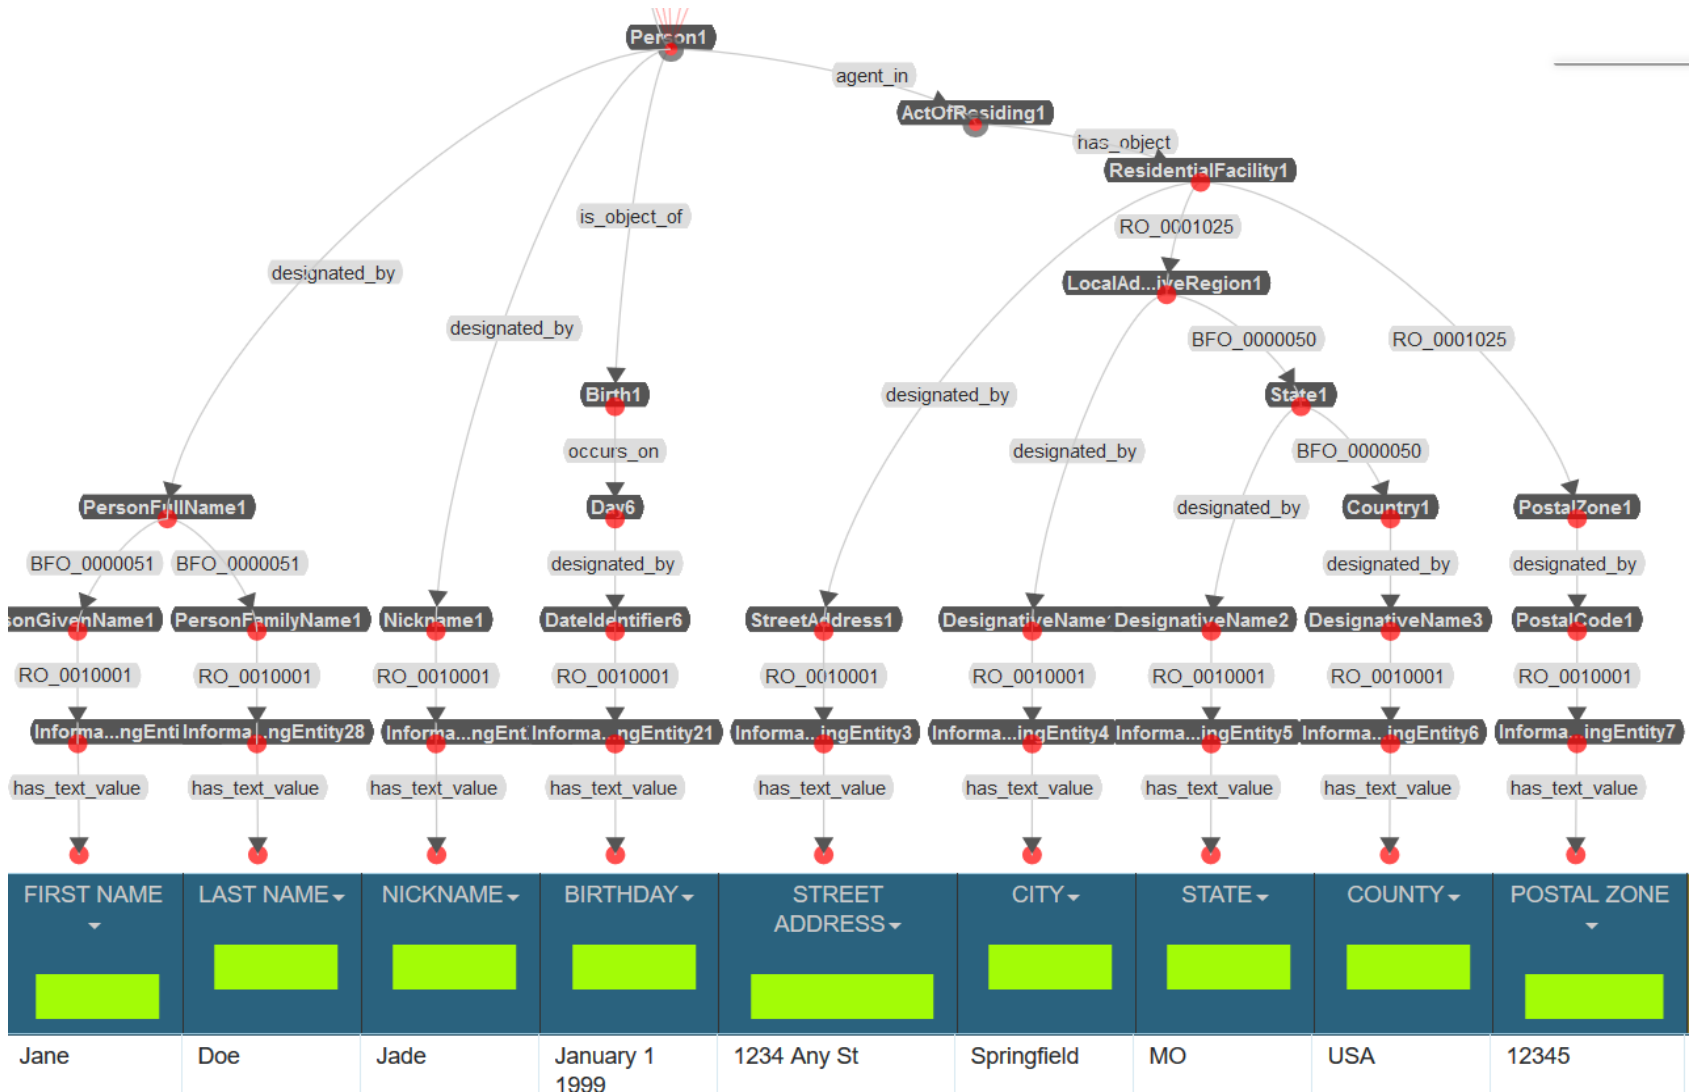 Person1
agent_in
ActOfResiding1
has_object
ResidentialFacility1
is_object_of
RO_0001025
designated_by
LocalAd...iveRegion1
designated_by
BFO_0000050
RO_0001025
Birth1
designated_by
State1
occurs_on
designated_by
BFO_0000050
PersonFullName1
Day6
designated_by
Country1
PostalZone1
BFO_0000051
BFO_0000051
designated_by
designated_by
designated_by
sonGivenName1
PersonFamilyName1
Nickname1
DateIdentifier6
StreetAddress1
DesignativeName1
DesignativeName2
DesignativeName3
PostalCode1
RO_0010001
RO_0010001
RO_0010001
RO_0010001
RO_0010001
RO_0010001
RO_0010001
RO_0010001
RO_0010001
Informa...ngEnti
Informa...ngEntity28
Informa...ngEnt
Informa...ngEntity21
Informa...ingEntity3
Informa...ingEntity4
Informa...ingEntity5
Informa...ingEntity6
Informa...ingEntity7
has_text_value
has_text_value
has_text_value
has_text_value
has_text_value
has_text_value
has_text_value
has_text_value
has_text_value
FIRST NAME
LAST NAME
NICKNAME
BIRTHDAY
STREET
ADDRESS
CITY
STATE
COUNTY
POSTAL ZONE
Jane
Doe
Jade
January 1
1999
1234 Any St
Springfield
MO
USA
12345